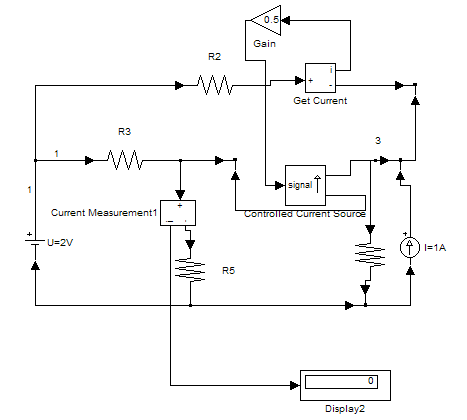 0.5
Gain
R2
+
i
-
Get Current
R3
3
1
1
signal
+
Current Measurement1
i
-
Controlled Current Source
+
U=2V
+
I=1A
R5
0
Display2